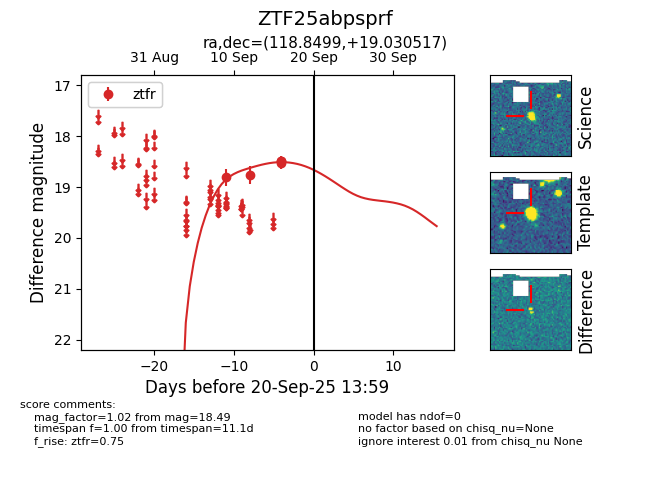 ZTF25abpsprf
ra,dec=(118.8499,+19.030517)
31 Aug 10 Sep 20 Sep 30 Sep
ztfr
17
18
19
20
21
22
Difference magnitude
−20 −10 0 10
Days before 20-Sep-25 13:59
Science
Template
Difference
score comments:
mag_factor=1.02 from mag=18.49
timespan f=1.00 from timespan=11.1d
f_rise: ztfr=0.75
model has ndof=0
no factor based on chisq_nu=None
ignore interest 0.01 from chisq_nu None